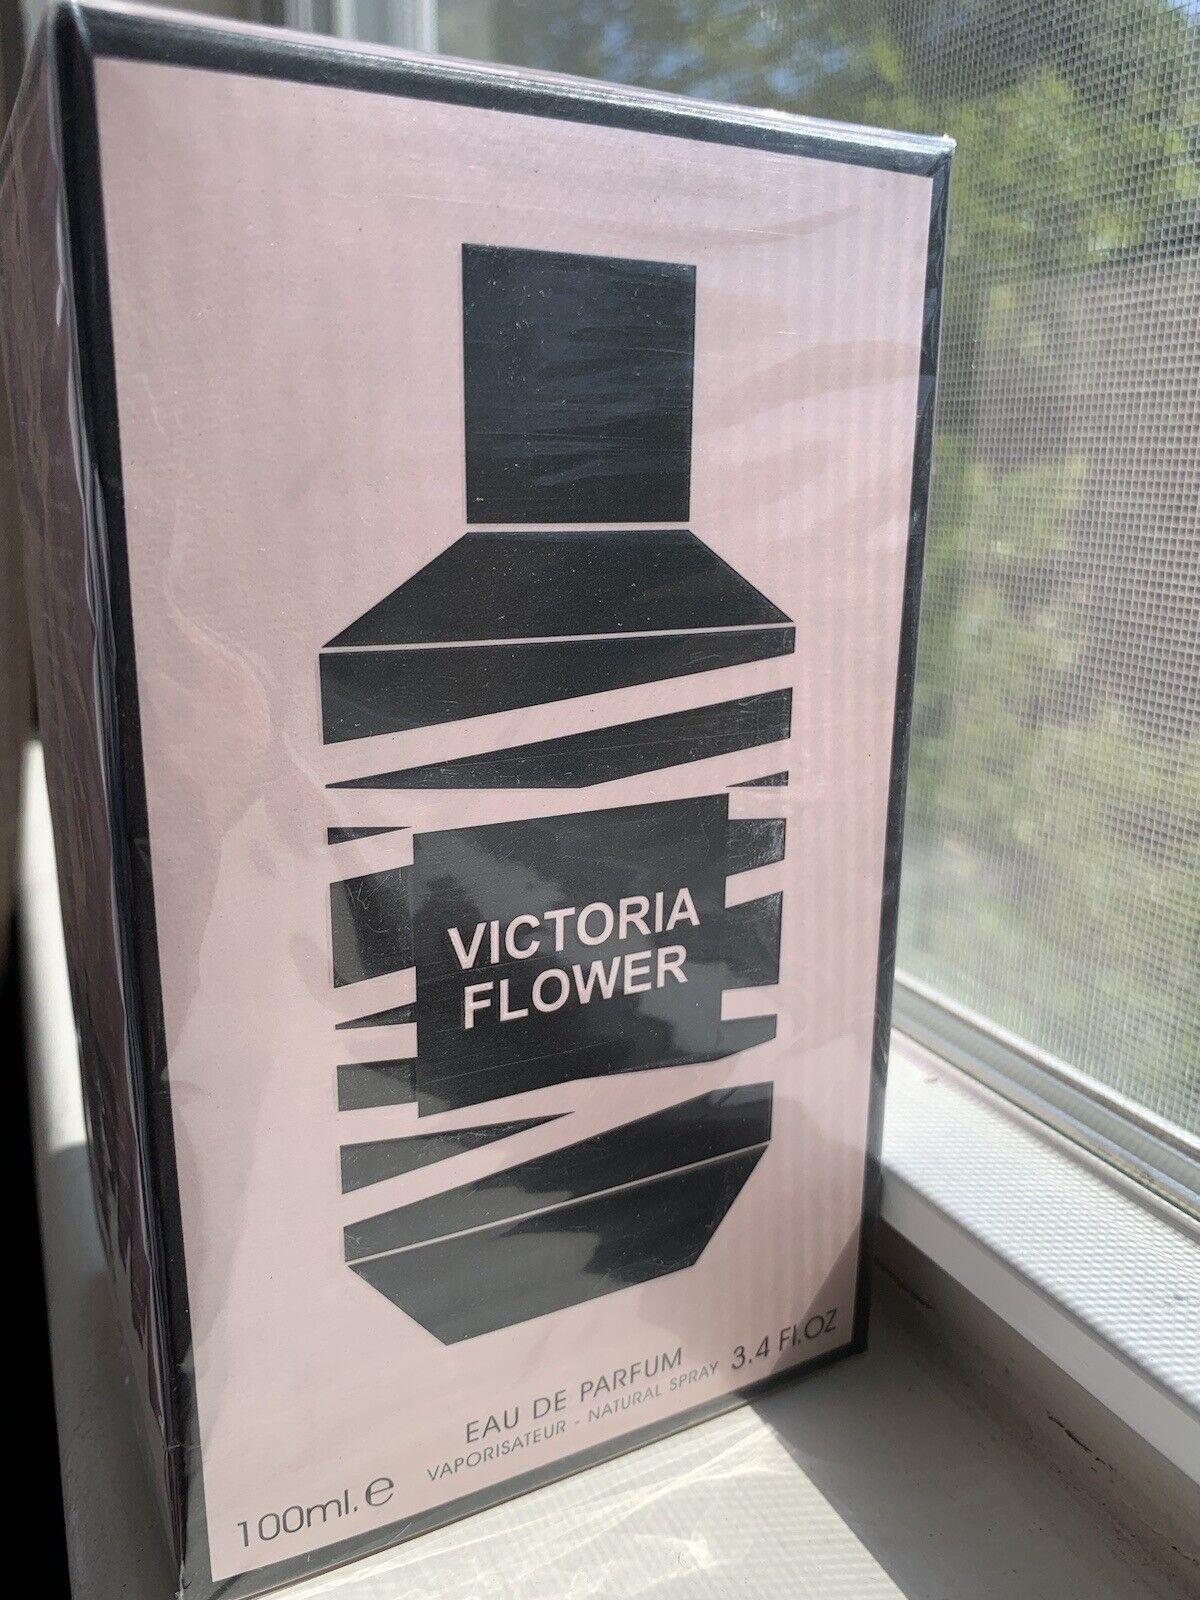 VICTORIA
FLOWER
EAU DE PARFUM
VAPORISATEUR - NATURAL SPRAY
3.4 Fl.OZ
100ml. e